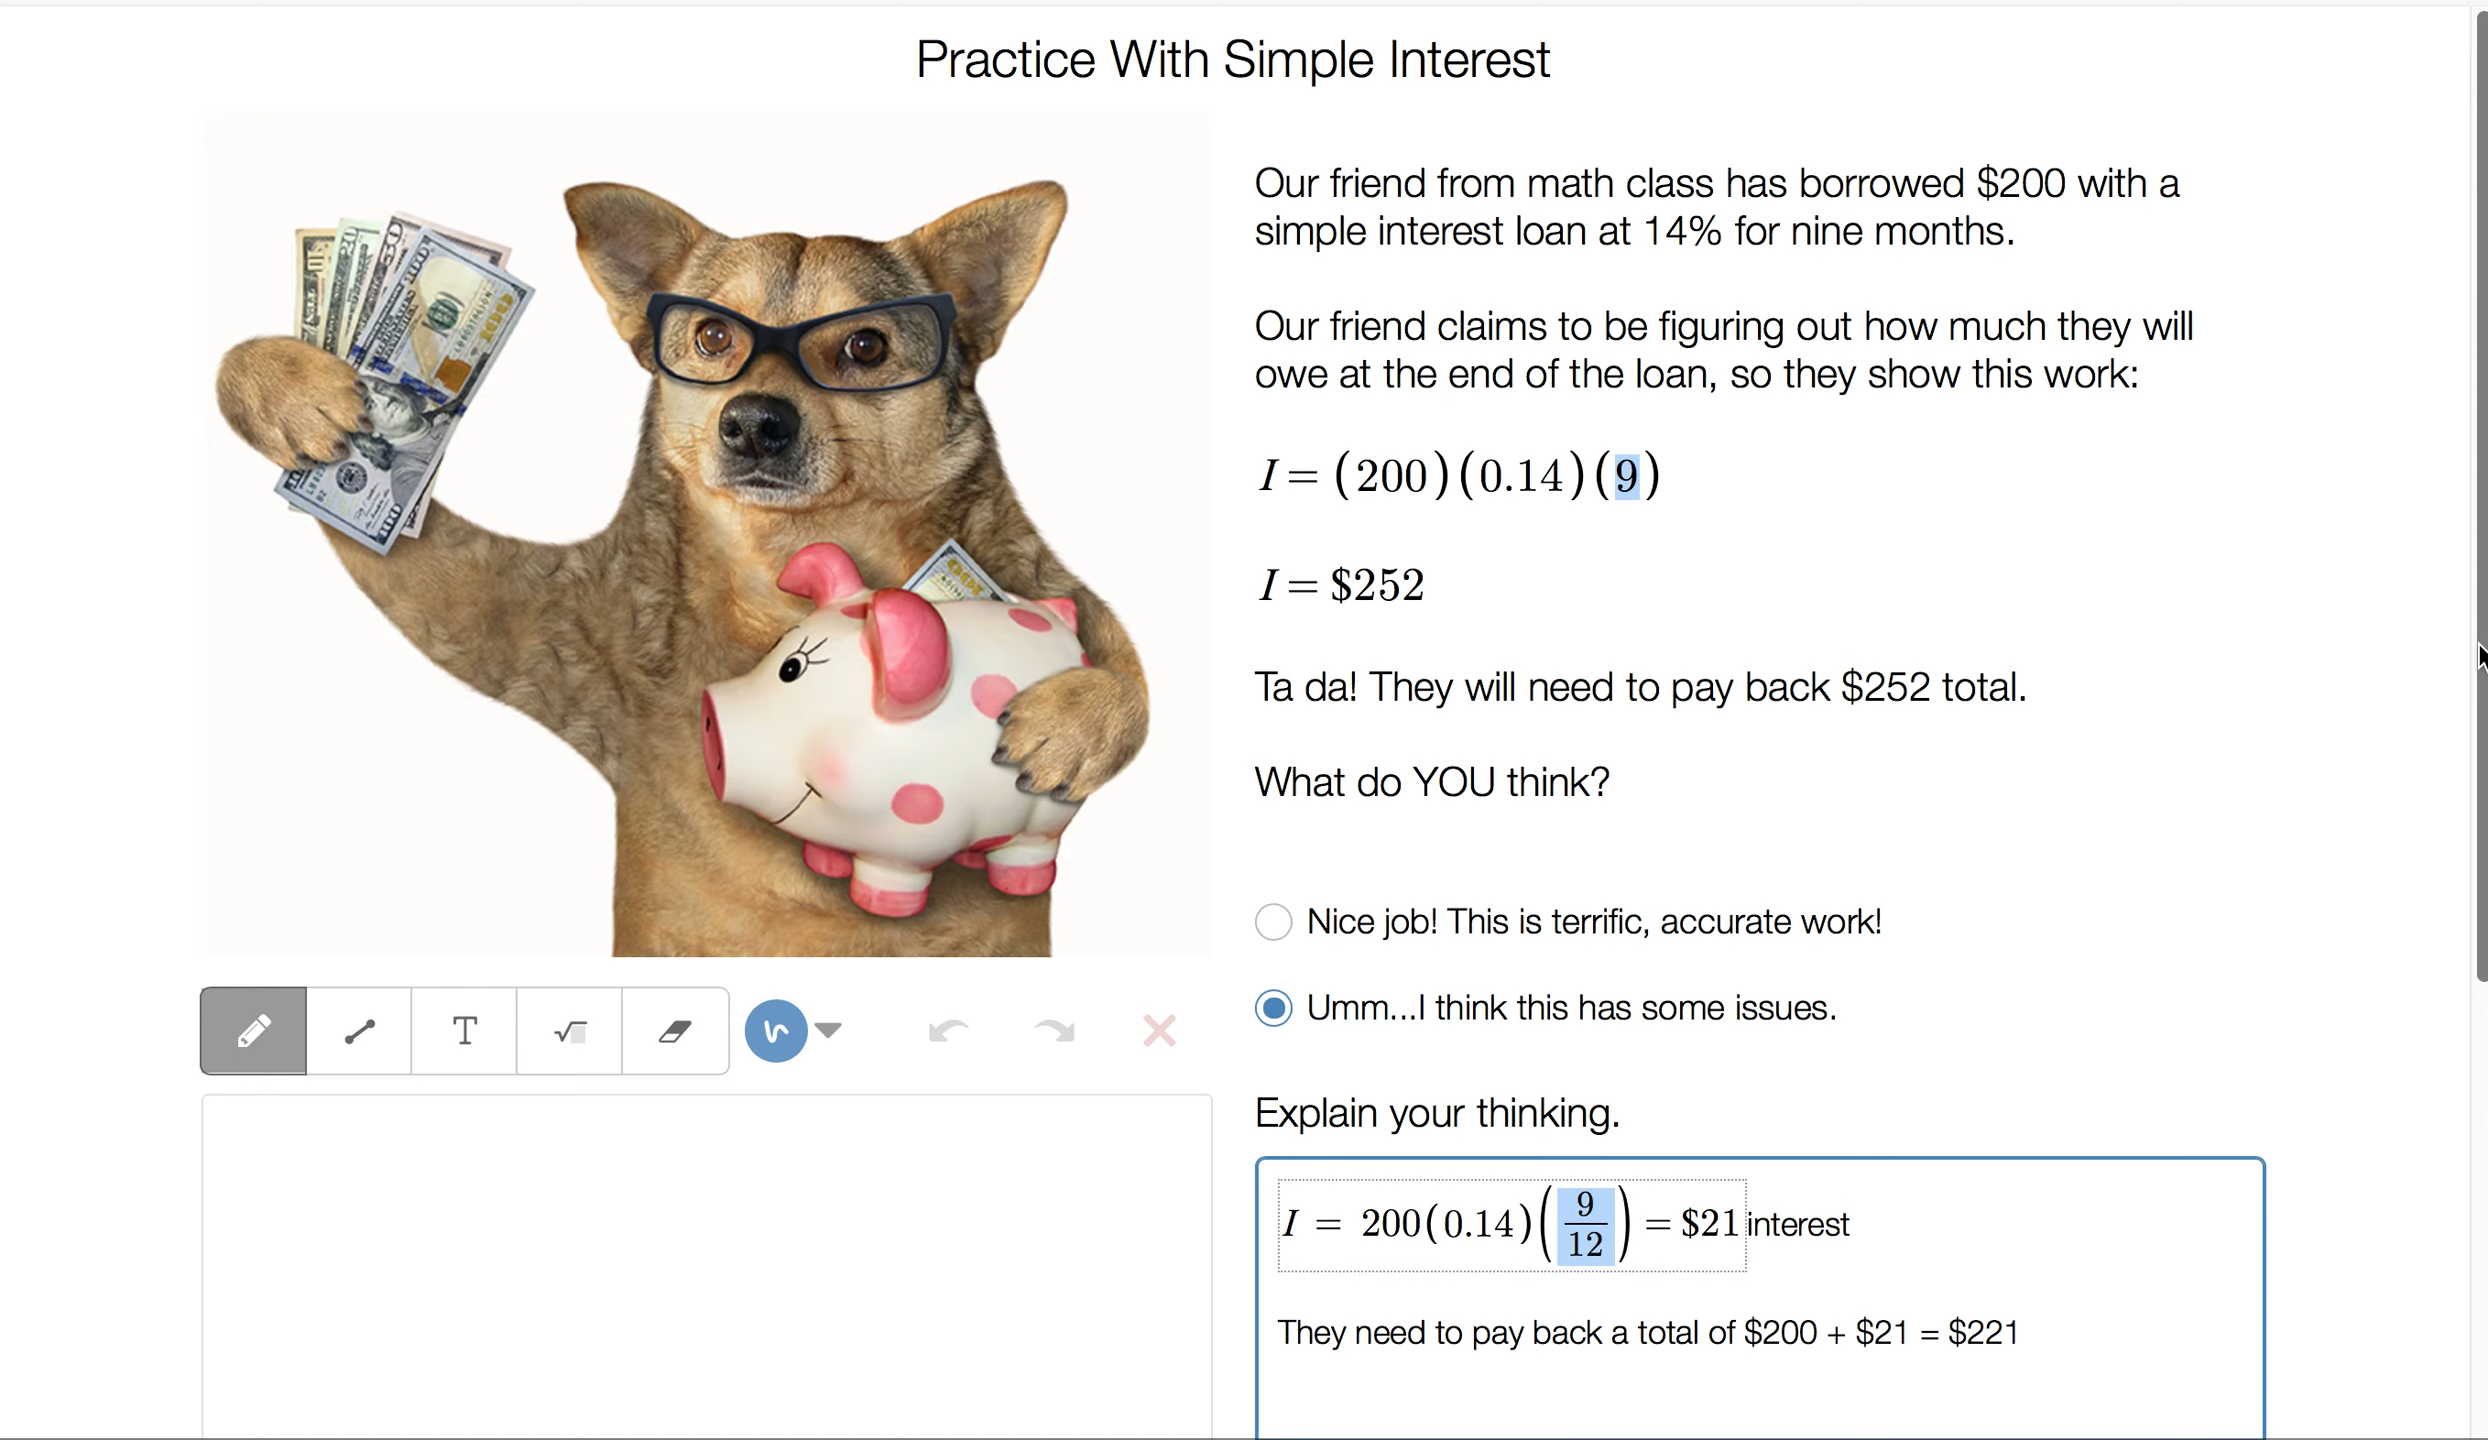 Practice With Simple Interest
Our friend from math class has borrowed $200 with a
simple interest loan at 14% for nine months.
Our friend claims to be figuring out how much they will
owe at the end of the loan, so they show this work:
I = (200)(0.14)(9)
I = $252
Ta da! They will need to pay back $252 total.
What do YOU think?
Nice job! This is terrific, accurate work!
Umm...I think this has some issues.
T
Explain your thinking.
I = 200(0.14)(9/12) = $21 interest
They need to pay back a total of $200 + $21 = $221